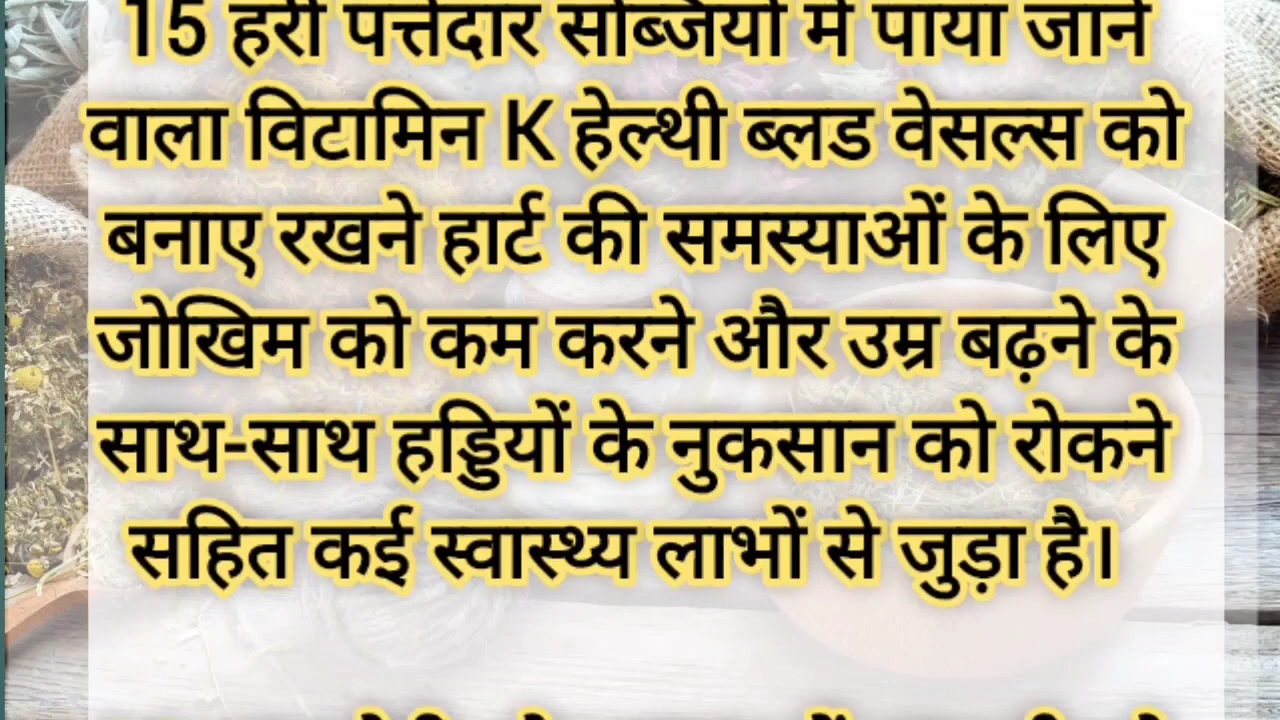 15 हरी पत्तेदार सब्जियों में पाया जाने
वाला विटामिन K हेल्थी ब्लड वेसल्स को
बनाए रखने हार्ट की समस्याओं के लिए
जोखिम को कम करने और उम्र बढ़ने के
साथ-साथ हड्डियों के नुकसान को रोकने
सहित कई स्वास्थ्य लाभों से जुड़ा है।